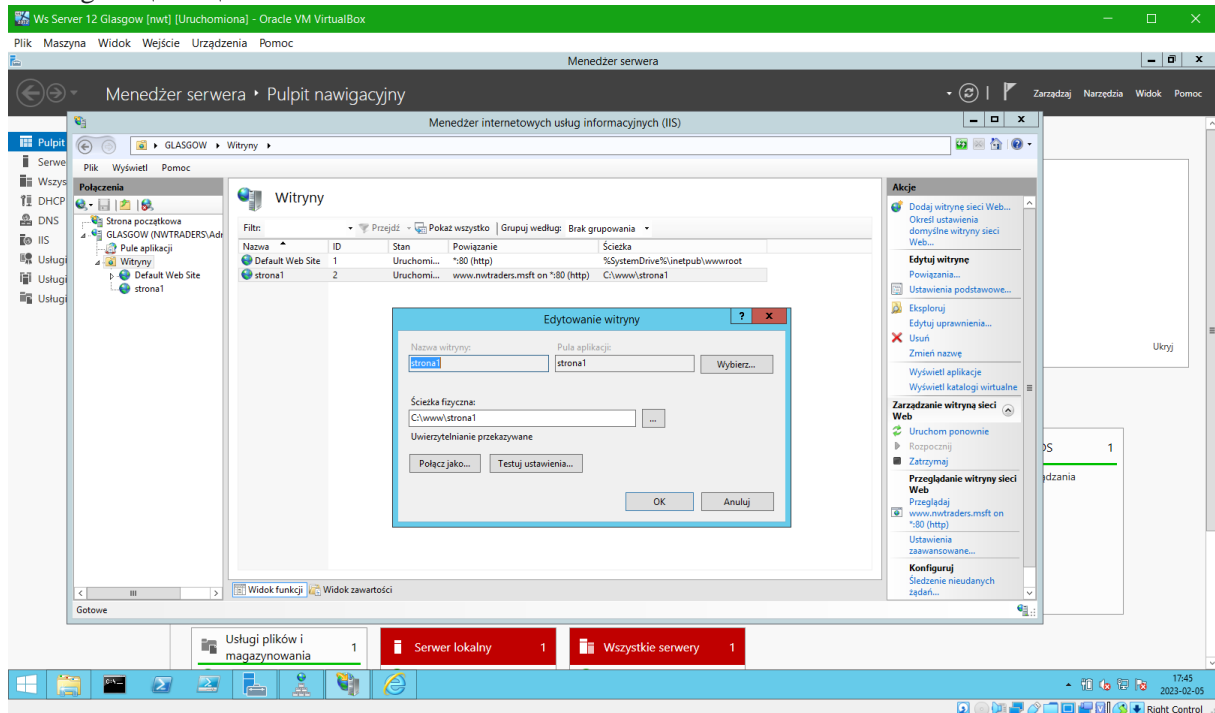 Ws Server 12 Glasgow [nwt] [Uruchomiona] - Oracle VM VirtualBox
Plik Maszyna Widok Wejście Urządzenia Pomoc
Menedżer serwera
Menedżer serwera • Pulpit nawigacyjny
Zarządzaj Narzędzia Widok Pomoc
Menedżer internetowych usług informacyjnych (IIS)
Pulpit
GLASGOW Witryny
Serwe
Plik Wyświetl Pomoc
Wszys
DHCP
DNS
IIS
Usługi
Usługi
Usługi
Połączenia
Strona początkowa
GLASGOW (NWTRADERS\Adr
Pule aplikacji
Witryny
Default Web Site
strona1
Witryny
Filtr: Przejdź Pokaż wszystko Grupuj według: Brak grupowania
Nazwa ID Stan Powiązanie Ścieżka
Default Web Site 1 Uruchomi... *:80 (http) %SystemDrive%\inetpub\wwwroot
strona1 2 Uruchomi... www.nwtraders.msft on *:80 (http) C:\www\strona1
Edytowanie witryny
? x
Nazwa witryny: Pula aplikacji:
strona1 strona1 Wybierz...
Ścieżka fizyczna:
C:\www\strona1 ...
Uwierzytelnianie przekazywane
Połącz jako... Testuj ustawienia...
OK Anuluj
Akcje
Dodaj witrynę sieci Web...
Określ ustawienia
domyślne witryny sieci
Web...
Edytuj witrynę
Powiązania...
Ustawienia podstawowe...
Eksploruj
Edytuj uprawnienia...
Usuń
Zmień nazwę
Wyświetl aplikacje
Wyświetl katalogi wirtualne
Zarządzanie witryną sieci
Web
Uruchom ponownie
Rozpocznij
Zatrzymaj
Przeglądanie witryny sieci
Web
Przeglądaj
www.nwtraders.msft on
*:80 (http)
Ustawienia
zaawansowane...
Konfiguruj
Śledzenie nieudanych
żądań...
Ukryj
OS 1
ądzania
Widok funkcji Widok zawartości
Gotowe
Usługi plików i
magazynowania 1
Serwer lokalny 1
Wszystkie serwery 1
17:45
2023-02-05
Right Control